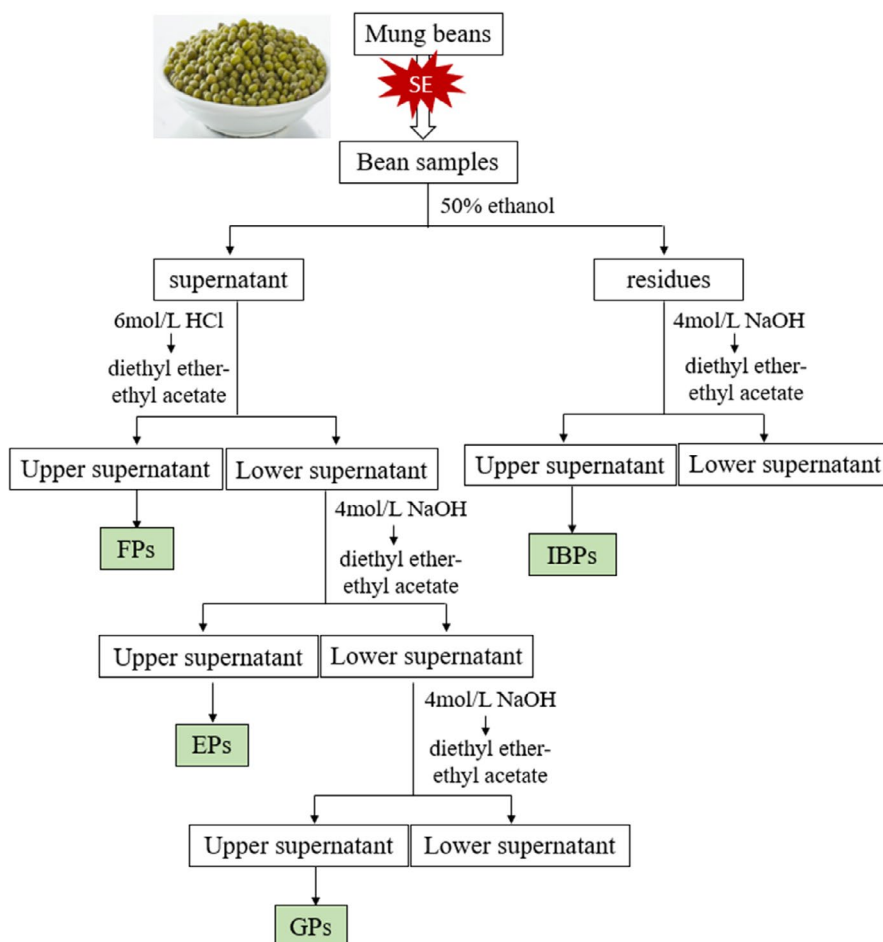 Mung beans
SE
Bean samples
50% ethanol
supernatant
residues
6mol/L HCl
diethyl ether-
ethyl acetate
4mol/L NaOH
diethyl ether-
ethyl acetate
Upper supernatant
Lower supernatant
Upper supernatant
Lower supernatant
FPs
4mol/L NaOH
diethyl ether-
ethyl acetate
IBPs
Upper supernatant
Lower supernatant
EPs
4mol/L NaOH
diethyl ether-
ethyl acetate
Upper supernatant
Lower supernatant
GPs